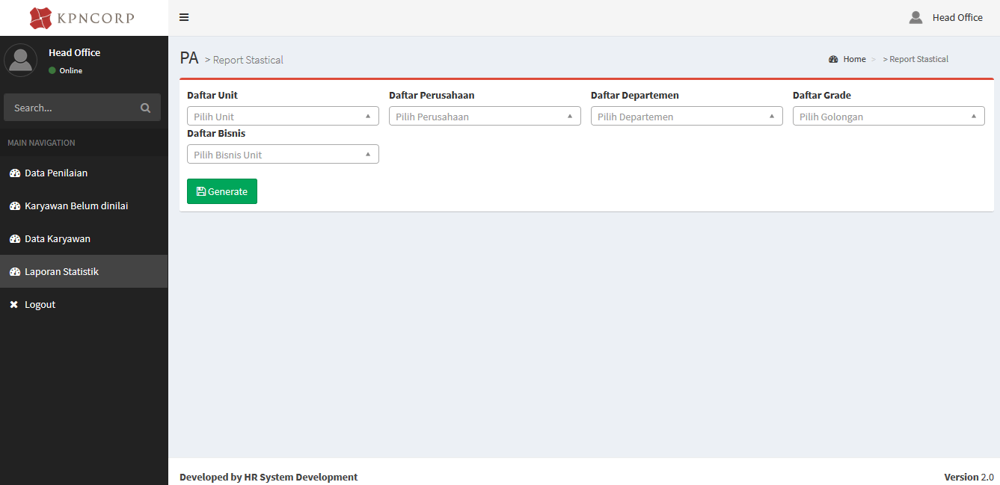 KPNCORP
Head Office
Head Office
Online
Search...
MAIN NAVIGATION
Data Penilaian
Karyawan Belum dinilai
Data Karyawan
Laporan Statistik
Logout
PA > Report Stastical
Home > > Report Stastical
Daftar Unit Daftar Perusahaan Daftar Departemen Daftar Grade
Pilih Unit Pilih Perusahaan Pilih Departemen Pilih Golongan
Daftar Bisnis
Pilih Bisnis Unit
Generate
Developed by HR System Development Version 2.0